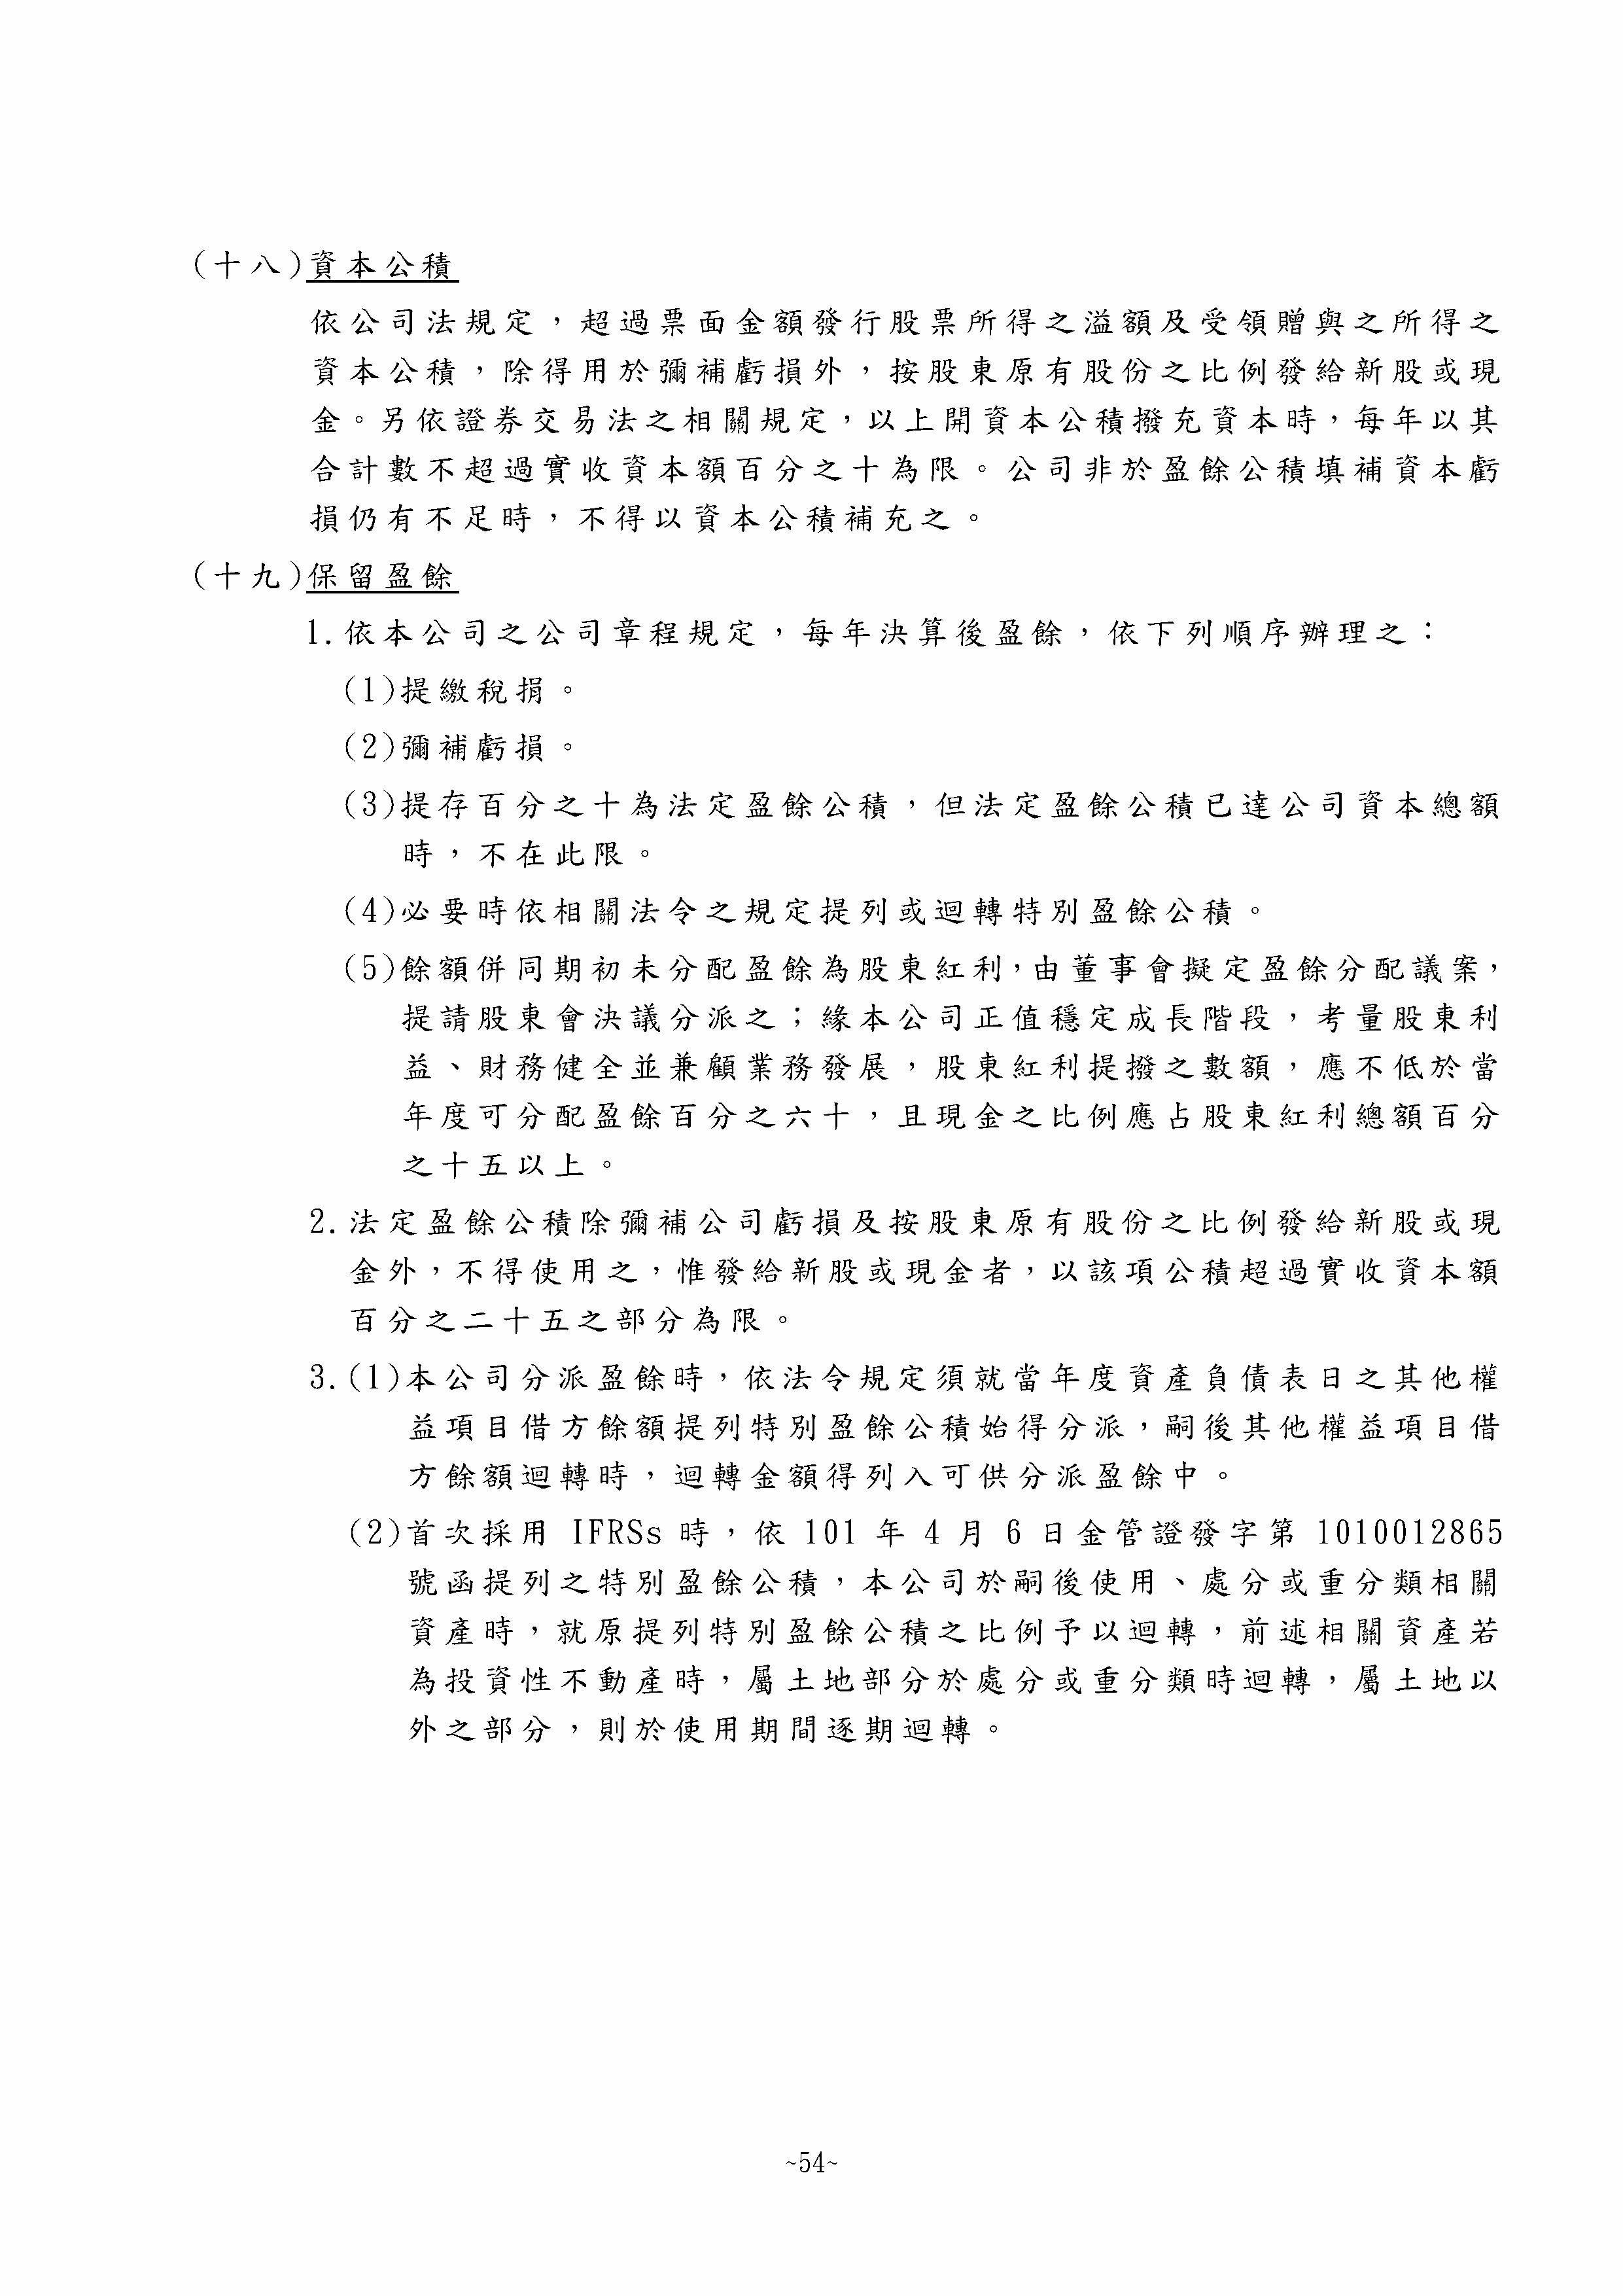 (十八)資本公積
依公司法規定，超過票面金額發行股票所得之溢額及受領贈與之所得之
資本公積，除得用於彌補虧損外，按股東原有股份之比例發給新股或現
金。另依證券交易法之相關規定，以上開資本公積撥充資本時，每年以其
合計數不超過實收資本額百分之十為限。公司非於盈餘公積填補資本虧
損仍有不足時，不得以資本公積補充之。
(十九)保留盈餘
1.依本公司之公司章程規定，每年決算後盈餘，依下列順序辦理之：
(1)提繳稅捐。
(2)彌補虧損。
(3)提存百分之十為法定盈餘公積，但法定盈餘公積已達公司資本總額
時，不在此限。
(4)必要時依相關法令之規定提列或迴轉特別盈餘公積。
(5)餘額併同期初未分配盈餘為股東紅利，由董事會擬定盈餘分配議案，
提請股東會決議分派之；緣本公司正值穩定成長階段，考量股東利
益、財務健全並兼顧業務發展，股東紅利提撥之數額，應不低於當
年度可分配盈餘百分之六十，且現金之比例應占股東紅利總額百分
之十五以上。
2.法定盈餘公積除彌補公司虧損及按股東原有股份之比例發給新股或現
金外，不得使用之，惟發給新股或現金者，以該項公積超過實收資本額
百分之二十五之部分為限。
3.(1)本公司分派盈餘時，依法令規定須就當年度資產負債表日之其他權
益項目借方餘額提列特別盈餘公積始得分派，嗣後其他權益項目借
方餘額迴轉時，迴轉金額得列入可供分派盈餘中。
(2)首次採用 IFRSs 時，依 101 年 4 月 6 日金管證發字第 1010012865
號函提列之特別盈餘公積，本公司於嗣後使用、處分或重分類相關
資產時，就原提列特別盈餘公積之比例予以迴轉，前述相關資產若
為投資性不動產時，屬土地部分於處分或重分類時迴轉，屬土地以
外之部分，則於使用期間逐期迴轉。
~54~